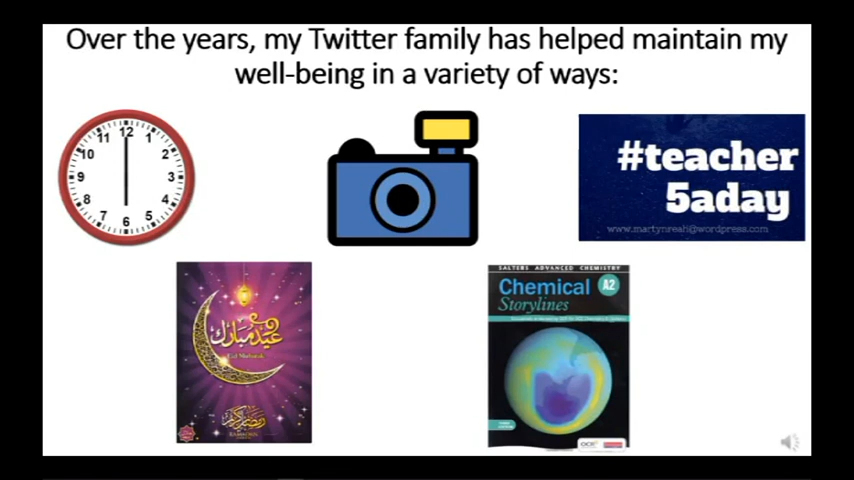 Over the years, my Twitter family has helped maintain my
well-being in a variety of ways:
12
1
2
3
4
5
6
7
8
9
10
11
#teacher
5aday
www.martynreah@wordpress.com
عيد مبارك
Eid Mubarak
رمضان كريم
SALTERS ADVANCED CHEMISTRY
Chemical
A2
Storylines
OCR